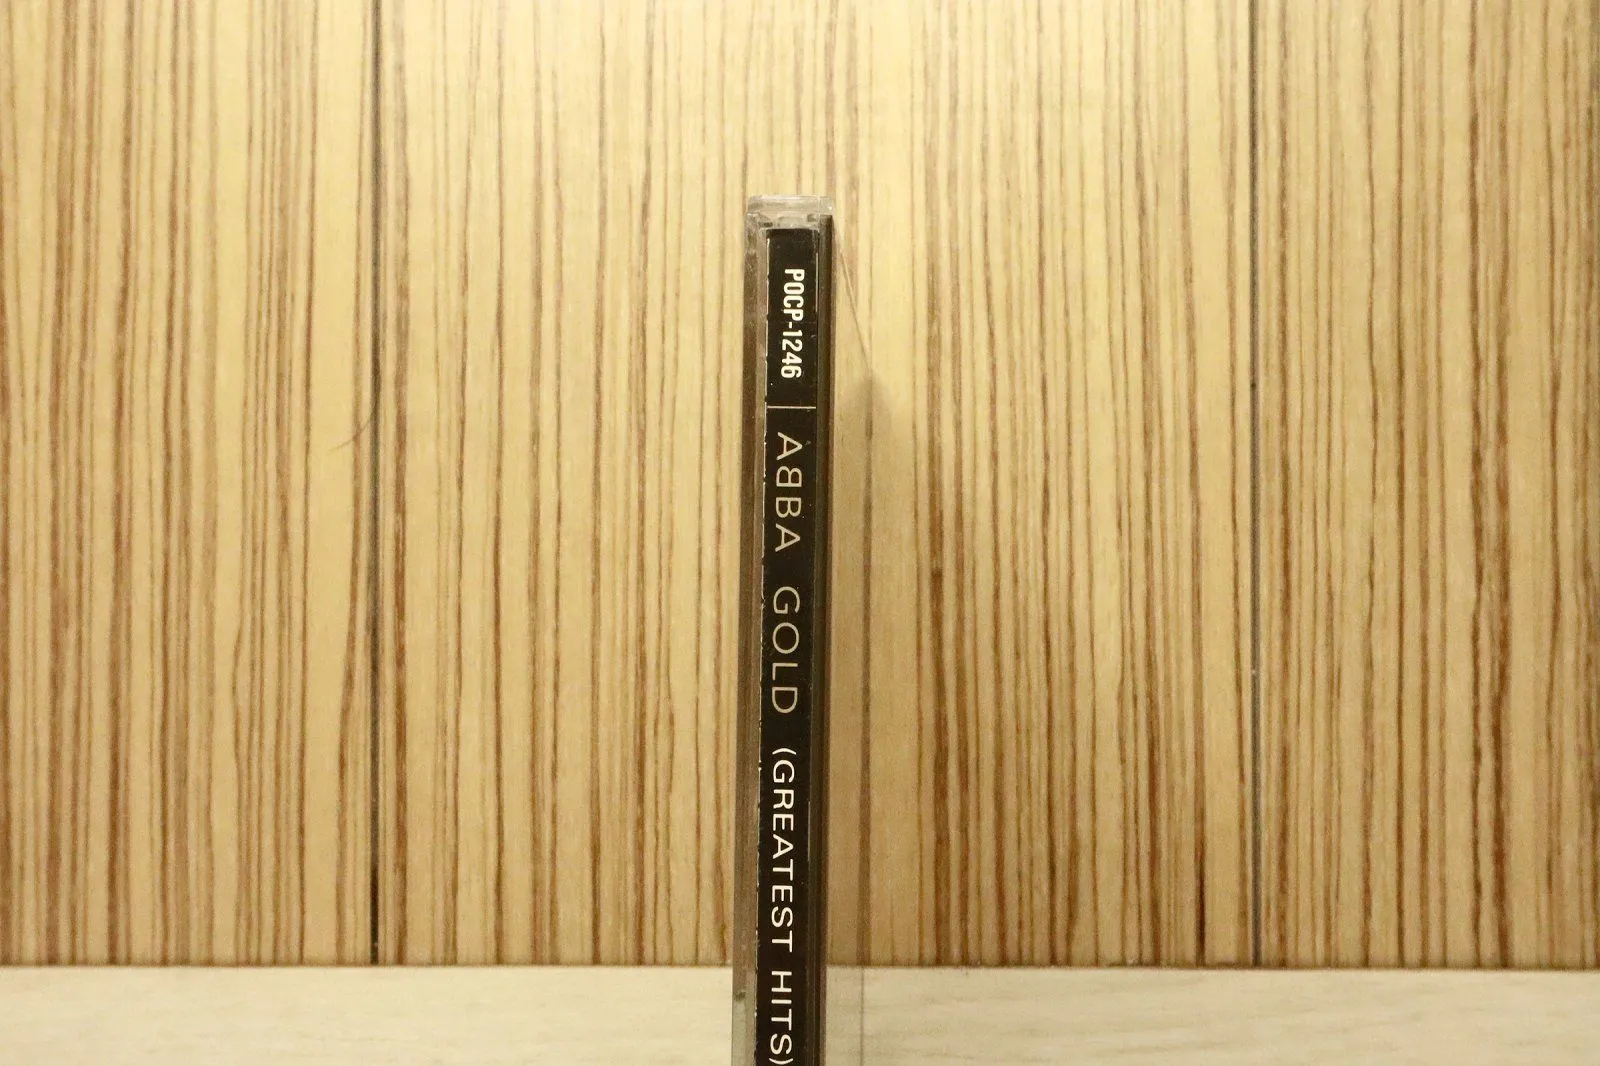 POCP-1246 | ABBA GOLD (GREATEST HITS)